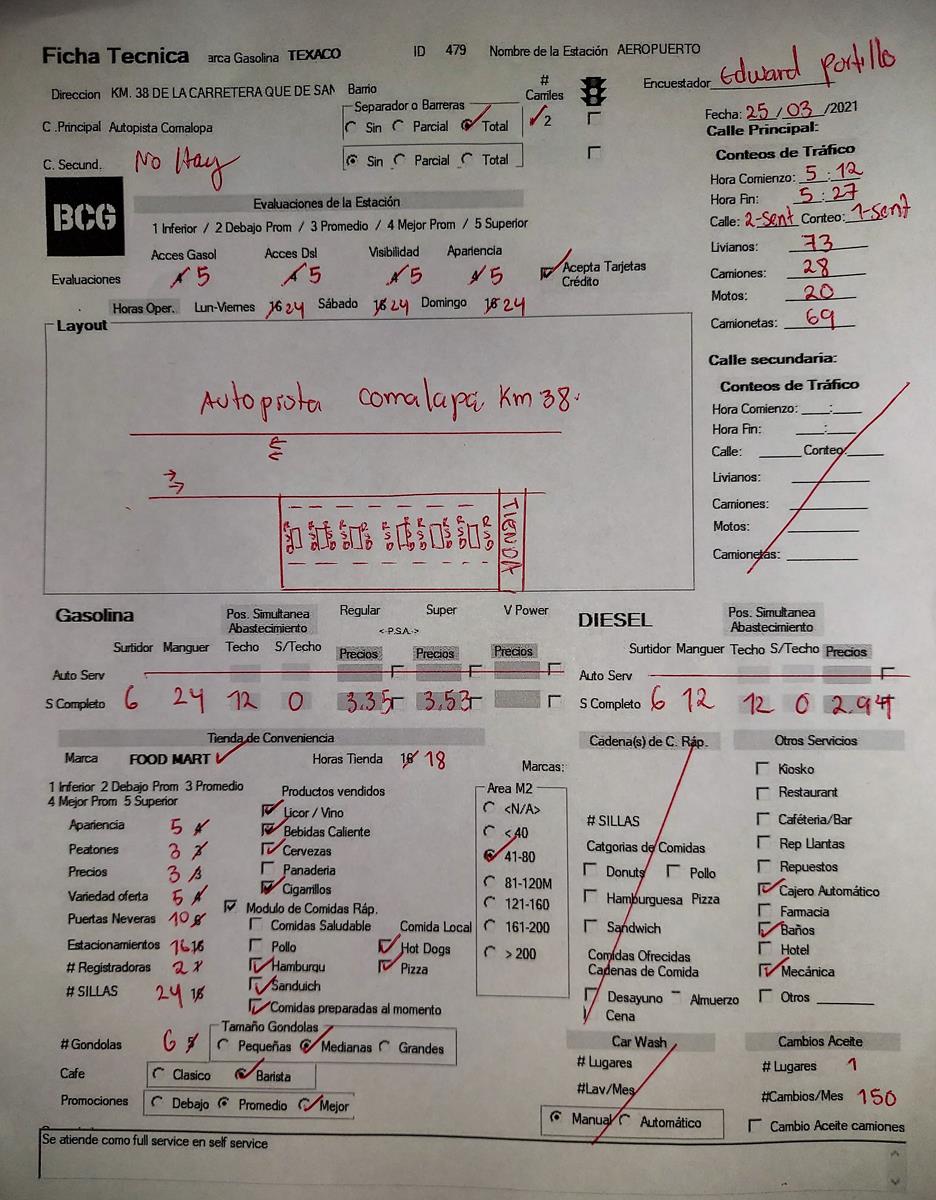 Ficha Tecnica arca Gasolina TEXACO ID 479 Nombre de la Estación AEROPUERTO
Encuestador Edward Portillo
Direccion KM. 38 DE LA CARRETERA QUE DE SAN Barrio
Separador o Barreras # Carriles
C .Principal Autopista Comalopa Sin Parcial Total 2
Fecha: 25/03/2021
C. Secund. No Hay Sin Parcial Total
Calle Principal:
Conteos de Tráfico
Hora Comienzo: 5:12
Hora Fin: 5:27
Calle: 2-Sent Conteo: 1-sent
Livianos: 73
Camiones: 28
Motos: 20
Camionetas: 69
BCG
Evaluaciones de la Estación
1 Inferior / 2 Debajo Prom / 3 Promedio / 4 Mejor Prom / 5 Superior
Acces Gasol Acces Dsl Visibilidad Apariencia
Evaluaciones 5 5 5 5 Acepta Tarjetas Crédito
Horas Oper. Lun-Viernes 24 Sábado 24 Domingo 24
Layout
Autopista comalapa Km 38.
TIENDA
Calle secundaria:
Conteos de Tráfico
Hora Comienzo: __:__
Hora Fin: __:__
Calle: Conteo:
Livianos:
Camiones:
Motos:
Camionetas:
Gasolina
Pos. Simultanea Abastecimiento Regular Super V Power
<-P.S.A.->
Surtidor Manguer Techo S/Techo Precios Precios Precios
Auto Serv
S Completo 6 24 12 0 3.35 3.53
DIESEL
Pos. Simultanea Abastecimiento
Surtidor Manguer Techo S/Techo Precios
Auto Serv
S Completo 6 12 12 0 2.94
Tienda de Conveniencia
Marca FOOD MART Horas Tienda 18
1 Inferior 2 Debajo Prom 3 Promedio
4 Mejor Prom 5 Superior
Apariencia 5
Peatones 3
Precios 3
Variedad oferta 5
Puertas Neveras 10
Estacionamientos 16 16
# Registradoras 2
# SILLAS 24
# Gondolas 6
Productos vendidos
Licor / Vino
Bebidas Caliente
Cervezas
Panaderia
Cigarrillos
Modulo de Comidas Ráp.
Comidas Saludable Comida Local
Pollo Hot Dogs
Hamburgu Pizza
Sanduich
Comidas preparadas al momento
Tamaño Gondolas
Pequeñas Medianas Grandes
Cafe Clasico Barista
Promociones Debajo Promedio Mejor
Marcas:
Area M2
<N/A>
<40
41-80
81-120M
121-160
161-200
> 200
Cadena(s) de C. Ráp.
# SILLAS
Catgorias de Comidas
Donuts Pollo
Hamburguesa Pizza
Sandwich
Comidas Ofrecidas
Cadenas de Comida
Desayuno Almuerzo
Cena
Car Wash
# Lugares
#Lav/Mes
Manual Automático
Otros Servicios
Kiosko
Restaurant
Caféteria/Bar
Rep Llantas
Repuestos
Cajero Automático
Farmacia
Baños
Hotel
Mecánica
Otros
Cambios Aceite
# Lugares 1
#Cambios/Mes 150
Cambio Aceite camiones
Se atiende como full service en self service